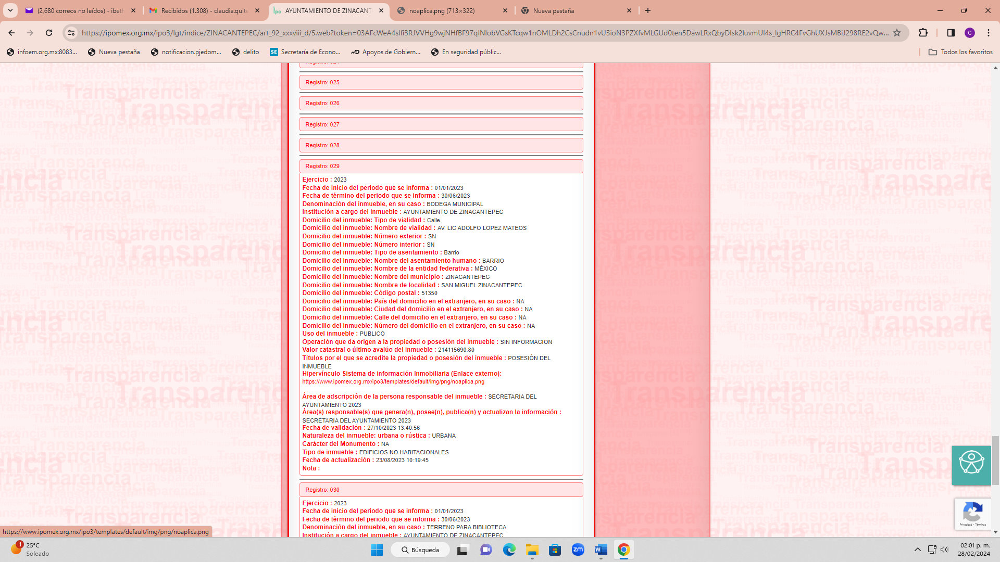 (2,680 correos no leídos) - ibeth
Recibidos (1.308) - claudia.quite
ipo AYUNTAMIENTO DE ZINACANT
noaplica.png (713×322)
Nueva pestaña
https://ipomex.org.mx/ipo3/lgt/indice/ZINACANTEPEC/art_92_xxxviii_d/5.web?token=
infoem.org.mx:8083...
Nueva pestaña
notificacion.pjedom...
delito
SE Secretaría de Econo...
Apoyos de Gobiern...
En seguridad públic...
Todos los favoritos
Registro: 025
Registro: 026
Registro: 027
Registro: 028
Registro: 029
Ejercicio : 2023
Fecha de inicio del periodo que se informa : 01/01/2023
Fecha de término del periodo que se informa : 30/06/2023
Denominación del inmueble, en su caso : BODEGA MUNICIPAL
Institución a cargo del inmueble : AYUNTAMIENTO DE ZINACANTEPEC
Domicilio del inmueble: Tipo de vialidad : Calle
Domicilio del inmueble: Nombre de vialidad : AV. LIC ADOLFO LOPEZ MATEOS
Domicilio del inmueble: Número exterior : SN
Domicilio del inmueble: Número interior : SN
Domicilio del inmueble: Tipo de asentamiento : Barrio
Domicilio del inmueble: Nombre del asentamiento humano : BARRIO
Domicilio del inmueble: Nombre de la entidad federativa : MÉXICO
Domicilio del inmueble: Nombre del municipio : ZINACANTEPEC
Domicilio del inmueble: Nombre de localidad : SAN MIGUEL ZINACANTEPEC
Domicilio del inmueble: Código postal : 51350
Domicilio del inmueble: País del domicilio en el extranjero, en su caso : NA
Domicilio del inmueble: Ciudad del domicilio en el extranjero, en su caso : NA
Domicilio del inmueble: Calle del domicilio en el extranjero, en su caso : NA
Domicilio del inmueble: Número del domicilio en el extranjero, en su caso : NA
Uso del inmueble : PUBLICO
Operación que da origen a la propiedad o posesión del inmueble : SIN INFORMACION
Valor catastral o último avalúo del inmueble : 214115690.80
Títulos por el que se acredite la propiedad o posesión del inmueble : POSESIÓN DEL
INMUEBLE
Hipervínculo Sistema de información Inmobiliaria (Enlace externo):
https://www.ipomex.org.mx/ipo3/templates/default/img/png/noaplica.png
Área de adscripción de la persona responsable del inmueble : SECRETARIA DEL
AYUNTAMIENTO 2023
Área(s) responsable(s) que genera(n), posee(n), publica(n) y actualizan la información :
SECRETARIA DEL AYUNTAMIENTO 2023
Fecha de validación : 27/10/2023 13:40:56
Naturaleza del inmueble: urbana o rústica : URBANA
Carácter del Monumento : NA
Tipo de inmueble : EDIFICIOS NO HABITACIONALES
Fecha de actualización : 23/08/2023 10:19:45
Nota :
Registro: 030
Ejercicio : 2023
Fecha de inicio del periodo que se informa : 01/01/2023
Fecha de término del periodo que se informa : 30/06/2023
Denominación del inmueble, en su caso : TERRENO PARA BIBLIOTECA
Institución a cargo del inmueble : AYUNTAMIENTO DE ZINACANTEPEC
Privacidad - Términos
https://www.ipomex.org.mx/ipo3/templates/default/img/png/noaplica.png
1
25°C
Soleado
Búsqueda
02:01 p. m.
28/02/2024